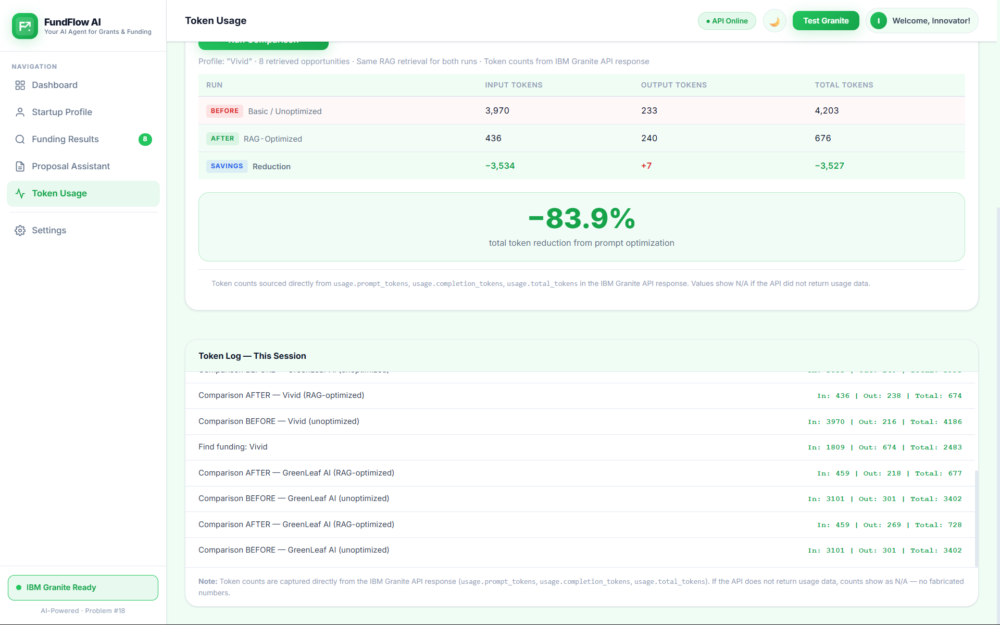 FundFlow AI
Your AI Agent for Grants & Funding
NAVIGATION
Dashboard
Startup Profile
Funding Results
8
Proposal Assistant
Token Usage
Settings
IBM Granite Ready
AI-Powered · Problem #18
Token Usage
API Online
Test Granite
I
Welcome, Innovator!
Run Comparison
Profile: "Vivid" · 8 retrieved opportunities · Same RAG retrieval for both runs · Token counts from IBM Granite API response
RUN INPUT TOKENS OUTPUT TOKENS TOTAL TOKENS
BEFORE Basic / Unoptimized 3,970 233 4,203
AFTER RAG-Optimized 436 240 676
SAVINGS Reduction −3,534 +7 −3,527
−83.9%
total token reduction from prompt optimization
Token counts sourced directly from usage.prompt_tokens, usage.completion_tokens, usage.total_tokens in the IBM Granite API response. Values show N/A if the API did not return usage data.
Token Log — This Session
Comparison BEFORE — GreenLeaf AI (unoptimized)
Comparison AFTER — Vivid (RAG-optimized) In: 436 | Out: 238 | Total: 674
Comparison BEFORE — Vivid (unoptimized) In: 3970 | Out: 216 | Total: 4186
Find funding: Vivid In: 1809 | Out: 674 | Total: 2483
Comparison AFTER — GreenLeaf AI (RAG-optimized) In: 459 | Out: 218 | Total: 677
Comparison BEFORE — GreenLeaf AI (unoptimized) In: 3101 | Out: 301 | Total: 3402
Comparison AFTER — GreenLeaf AI (RAG-optimized) In: 459 | Out: 269 | Total: 728
Comparison BEFORE — GreenLeaf AI (unoptimized) In: 3101 | Out: 301 | Total: 3402
Note: Token counts are captured directly from the IBM Granite API response (usage.prompt_tokens, usage.completion_tokens, usage.total_tokens). If the API does not return usage data, counts show as N/A — no fabricated
numbers.